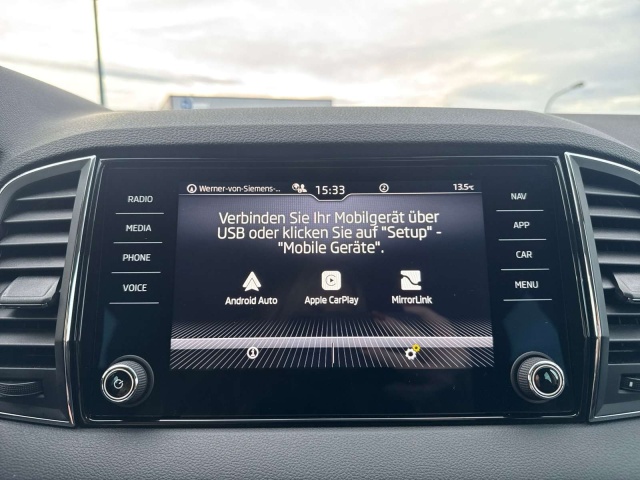 Werner-von-Siemens-..
15:33
2
13.5°C
Verbinden Sie Ihr Mobilgerät über
USB oder klicken Sie auf "Setup" -
"Mobile Geräte".
Android Auto
Apple CarPlay
MirrorLink
RADIO
MEDIA
PHONE
VOICE
NAV
APP
CAR
MENU